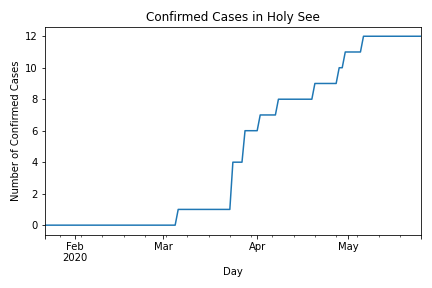 Confirmed Cases in Holy See
Number of Confirmed Cases
12
10
8
6
4
2
0
Feb Mar Apr May
2020
Day